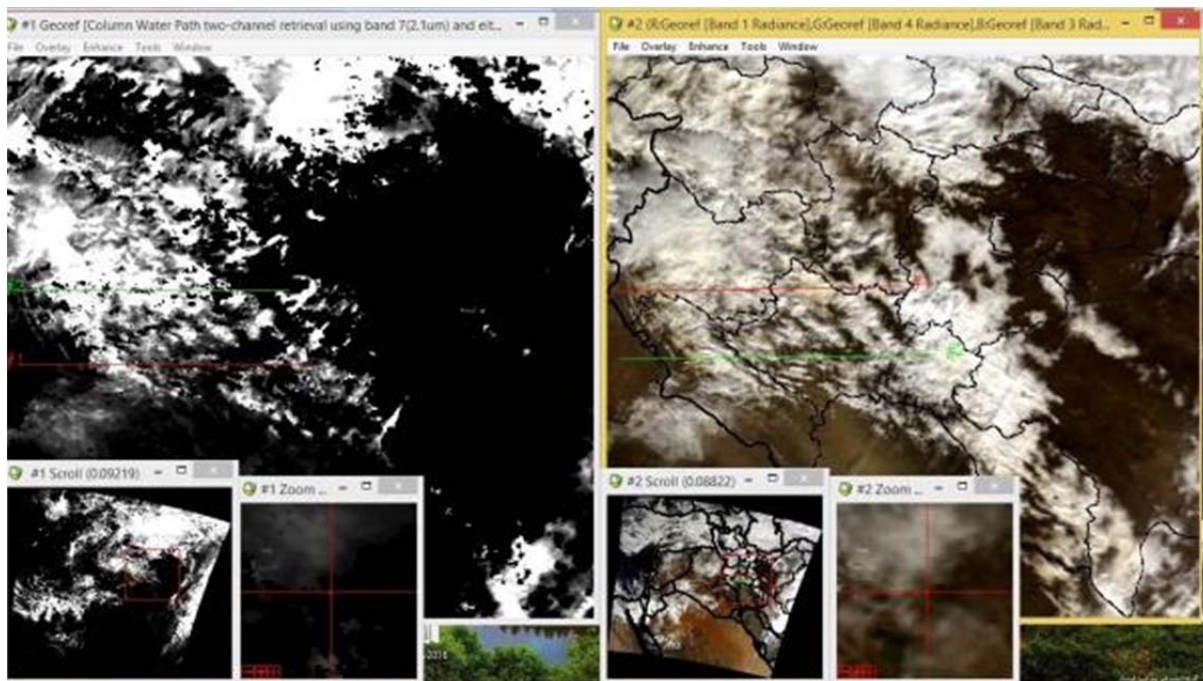 #1 Georef [Column Water Path two-channel retrieval using band 7(2.1um) and eit...
File Overlay Enhance Tools Window
#2 (R:Georef [Band 1 Radiance],G:Georef [Band 4 Radiance],B:Georef [Band 3 Rad...
File Overlay Enhance Tools Window
#1 Scroll (0.09219)
#1 Zoom ...
#2 Scroll (0.08822)
#2 Zoom ...
2016